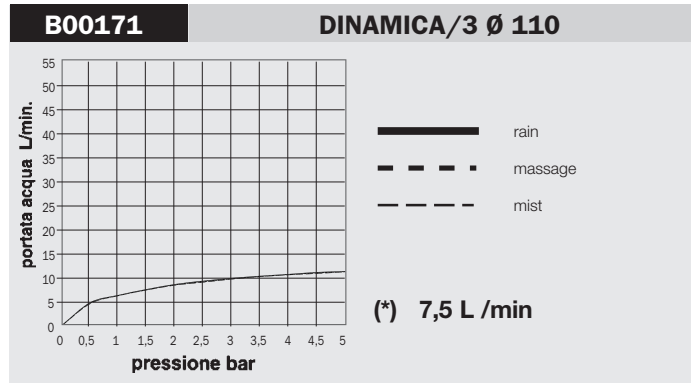 B00171 DINAMICA/3 Ø 110
portata acqua L/min.
55
50
45
40
35
30
25
20
15
10
5
0
0 0,5 1 1,5 2 2,5 3 3,5 4 4,5 5
pressione bar
rain
massage
mist
(*) 7,5 L /min